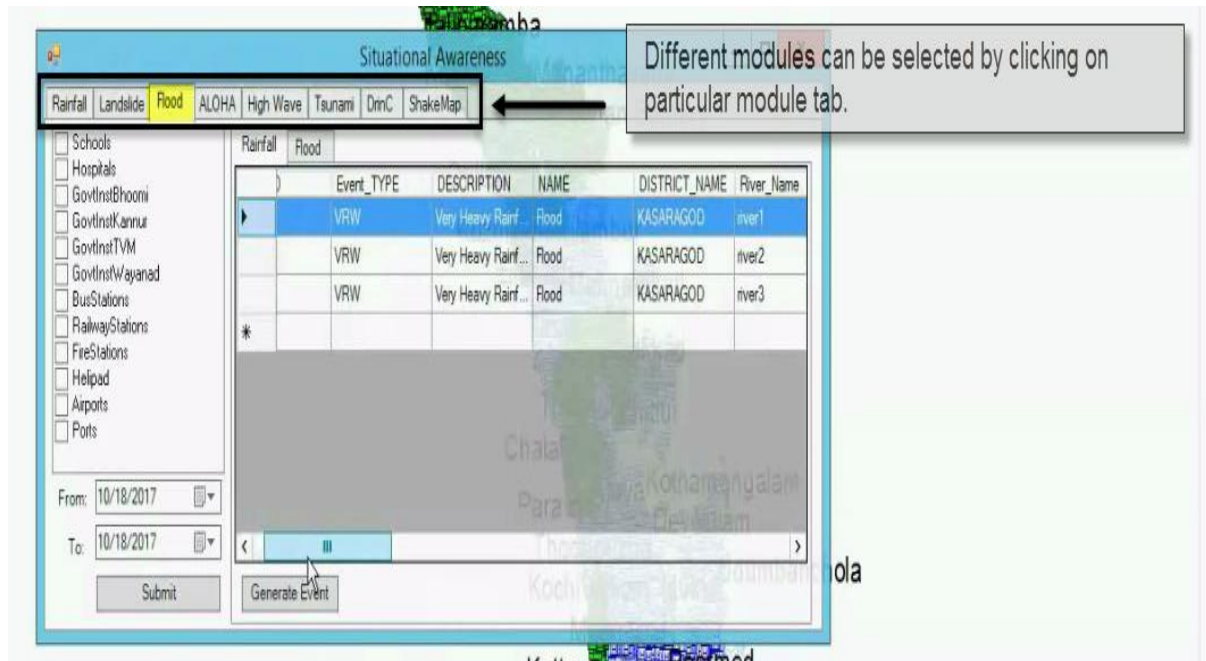 Situational Awareness
Different modules can be selected by clicking on
particular module tab.
Rainfall Landslide Flood ALOHA High Wave Tsunami DrinC ShakeMap
Schools
Hospitals
GovtInstBhoomi
GovtInstKannur
GovtInstTVM
GovtInstWayanad
BusStations
RailwayStations
FireStations
Helipad
Airports
Ports
From: 10/18/2017
To: 10/18/2017
Submit
Rainfall Flood
Event_TYPE DESCRIPTION NAME DISTRICT_NAME River_Name
VRW Very Heavy Rainf... Flood KASARAGOD river1
VRW Very Heavy Rainf... Flood KASARAGOD river2
VRW Very Heavy Rainf... Flood KASARAGOD river3
*
Generate Event
Kothamangalam
Devikulam
Udumbanchola